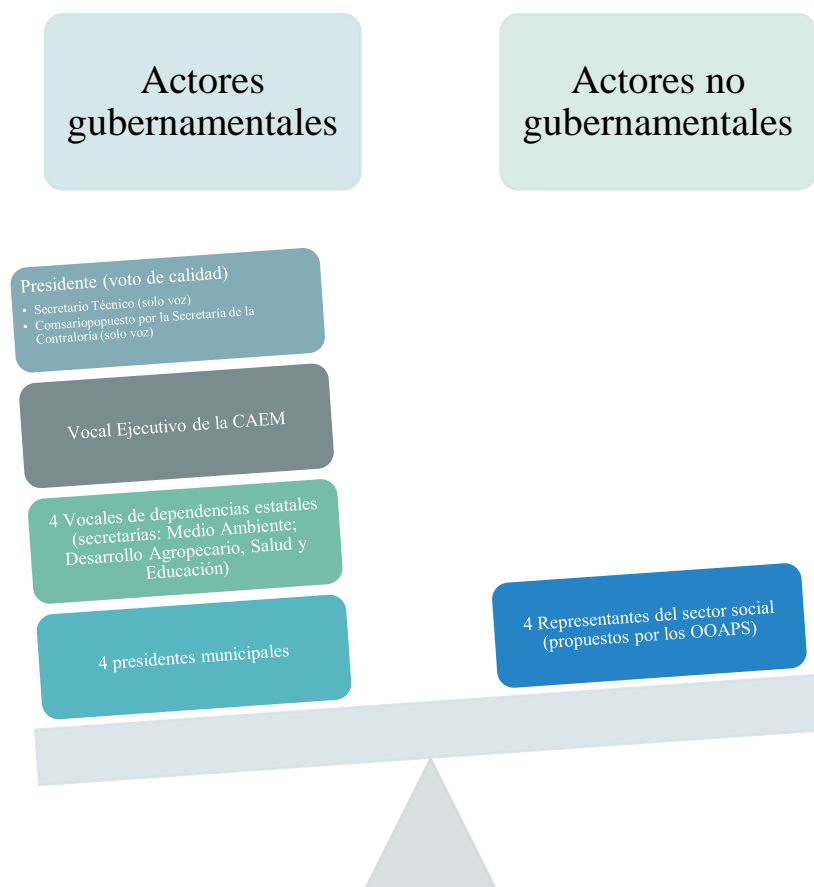 Actores
gubernamentales
Actores no
gubernamentales
Presidente (voto de calidad)
• Secretario Técnico (solo voz)
• Comsariopopuesto por la Secretaría de la
Contraloría (solo voz)
Vocal Ejecutivo de la CAEM
4 Vocales de dependencias estatales
(secretarías: Medio Ambiente;
Desarrollo Agropecario, Salud y
Educación)
4 presidentes municipales
4 Representantes del sector social
(propuestos por los OOAPS)